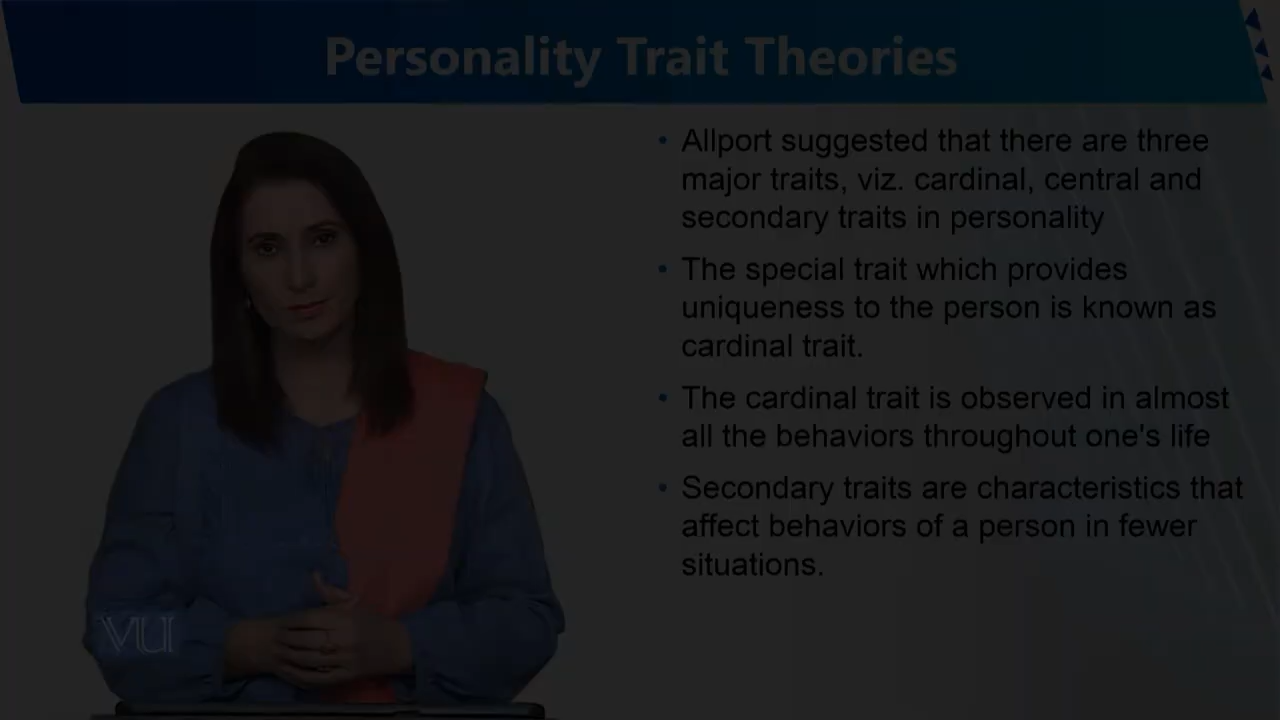 Personality Trait Theories
• Allport suggested that there are three
major traits, viz. cardinal, central and
secondary traits in personality
• The special trait which provides
uniqueness to the person is known as
cardinal trait.
• The cardinal trait is observed in almost
all the behaviors throughout one's life
• Secondary traits are characteristics that
affect behaviors of a person in fewer
situations.
VU